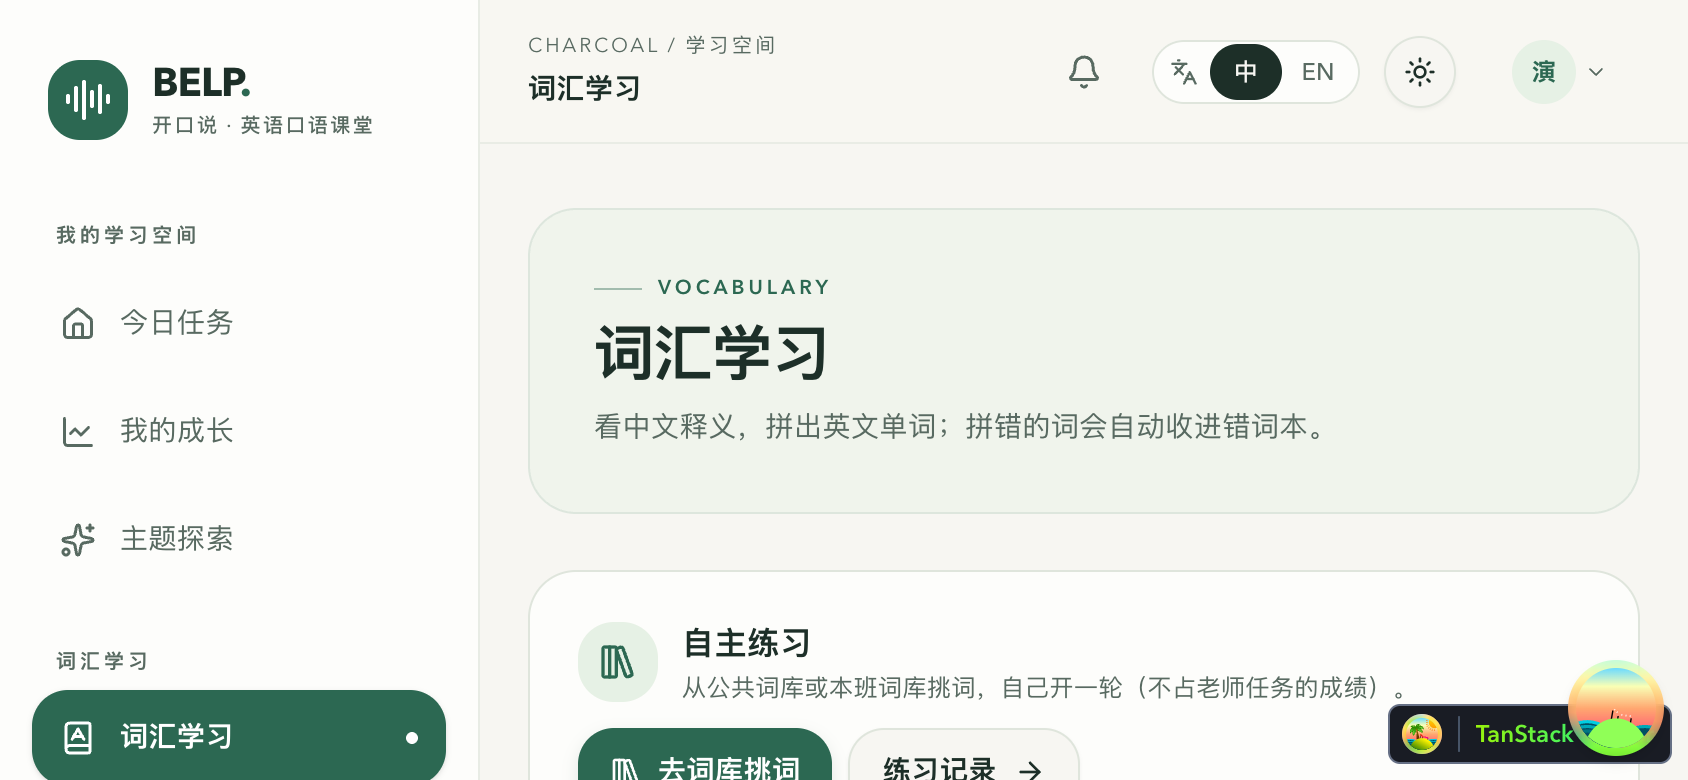 BELP.
开口说 · 英语口语课堂
我的学习空间
今日任务
我的成长
主题探索
词汇学习
词汇学习
CHARCOAL / 学习空间
词汇学习
中
EN
演
VOCABULARY
词汇学习
看中文释义，拼出英文单词；拼错的词会自动收进错词本。
自主练习
从公共词库或本班词库挑词，自己开一轮（不占老师任务的成绩）。
去词库挑词
练习记录 →
TanStack